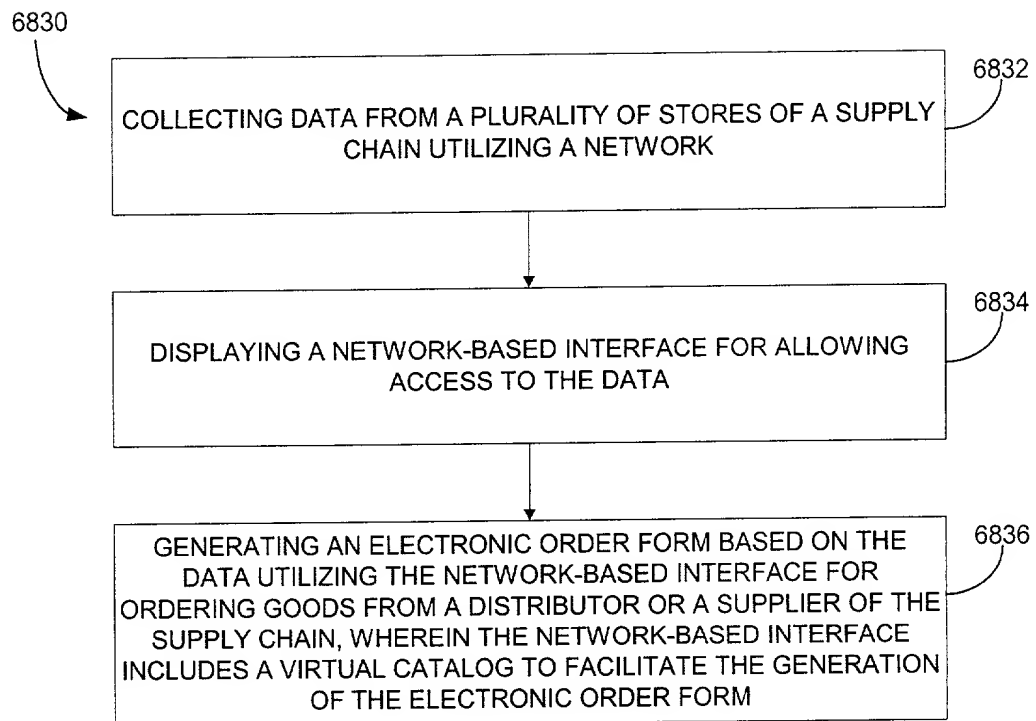 6830
6832
COLLECTING DATA FROM A PLURALITY OF STORES OF A SUPPLY
CHAIN UTILIZING A NETWORK
6834
DISPLAYING A NETWORK-BASED INTERFACE FOR ALLOWING
ACCESS TO THE DATA
6836
GENERATING AN ELECTRONIC ORDER FORM BASED ON THE
DATA UTILIZING THE NETWORK-BASED INTERFACE FOR
ORDERING GOODS FROM A DISTRIBUTOR OR A SUPPLIER OF THE
SUPPLY CHAIN, WHEREIN THE NETWORK-BASED INTERFACE
INCLUDES A VIRTUAL CATALOG TO FACILITATE THE GENERATION
OF THE ELECTRONIC ORDER FORM